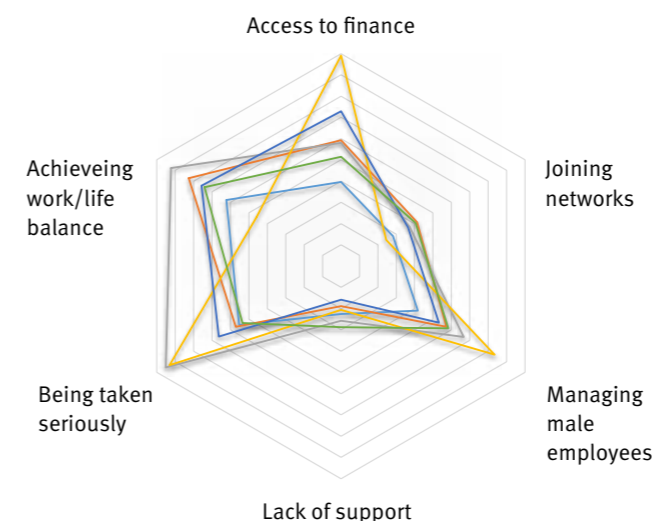 Access to finance
Achieveing
work/life
balance
Joining
networks
Being taken
seriously
Managing
male
employees
Lack of support